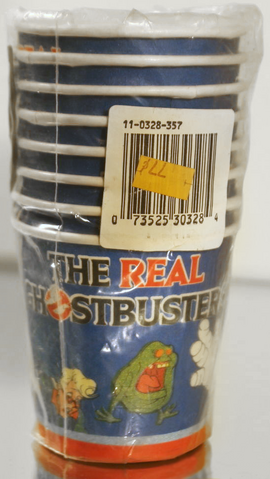 11-0328-357
0 73525 30328 4
THE REAL
GHOSTBUSTERS